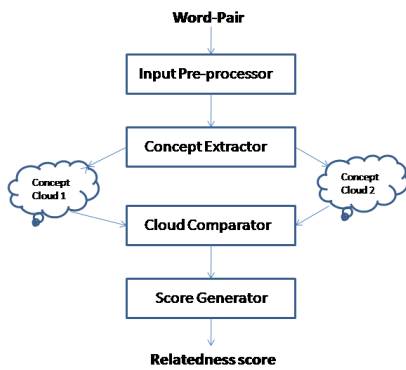 Word-Pair
Input Pre-processor
Concept Extractor
Concept
Cloud 1
Concept
Cloud 2
Cloud Comparator
Score Generator
Relatedness score